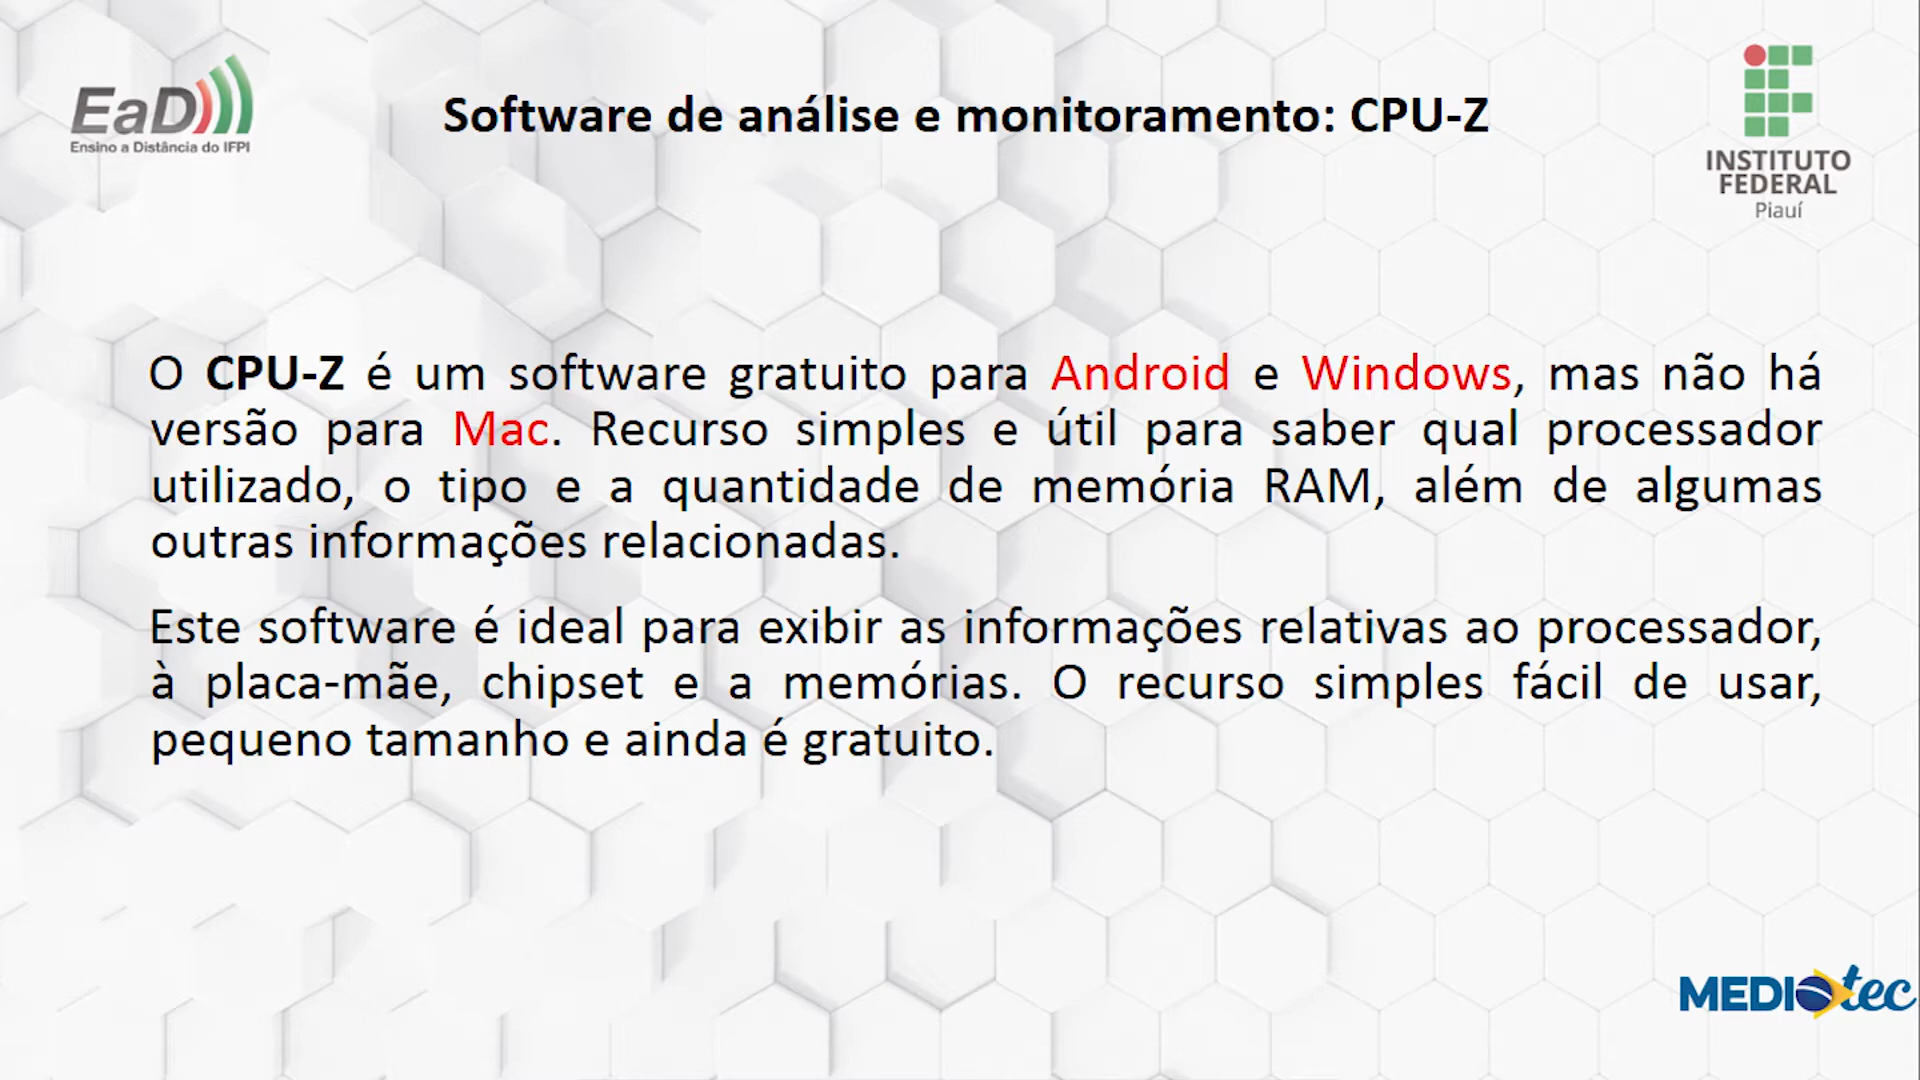 EaD
Ensino a Distância do IFPI
Software de análise e monitoramento: CPU-Z
INSTITUTO
FEDERAL
Piauí
O CPU-Z é um software gratuito para Android e Windows, mas não há
versão para Mac. Recurso simples e útil para saber qual processador
utilizado, o tipo e a quantidade de memória RAM, além de algumas
outras informações relacionadas.
Este software é ideal para exibir as informações relativas ao processador,
à placa-mãe, chipset e a memórias. O recurso simples fácil de usar,
pequeno tamanho e ainda é gratuito.
MEDIOtec